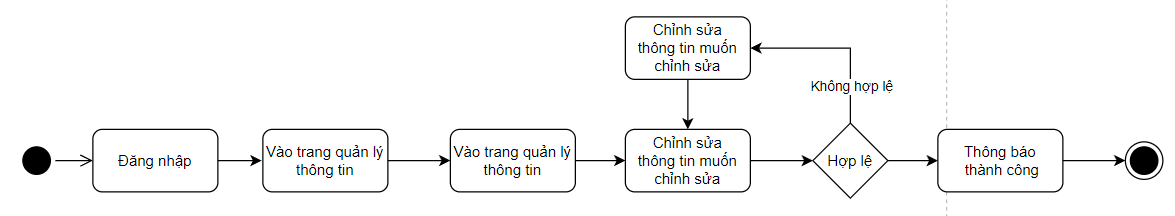 Chỉnh sửa
thông tin muốn
chỉnh sửa
Không hợp lệ
Đăng nhập
Vào trang quản lý
thông tin
Vào trang quản lý
thông tin
Chỉnh sửa
thông tin muốn
chỉnh sửa
Hợp lệ
Thông báo
thành công